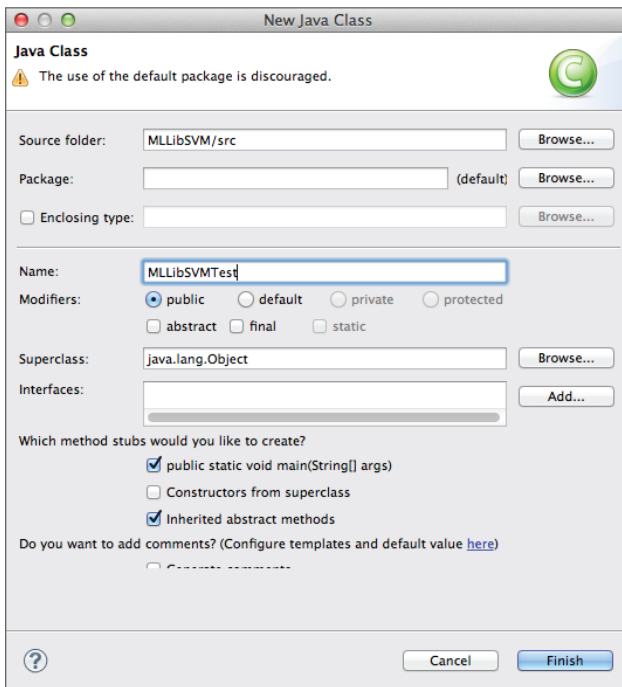 New Java Class
Java Class
The use of the default package is discouraged.
Source folder: MLLibSVM/src Browse...
Package: (default) Browse...
Enclosing type: Browse...
Name: MLLibSVMTest
Modifiers: public default private protected
abstract final static
Superclass: java.lang.Object Browse...
Interfaces: Add...
Which method stubs would you like to create?
public static void main(String[] args)
Constructors from superclass
Inherited abstract methods
Do you want to add comments? (Configure templates and default value here)
Generate comments
? Cancel Finish